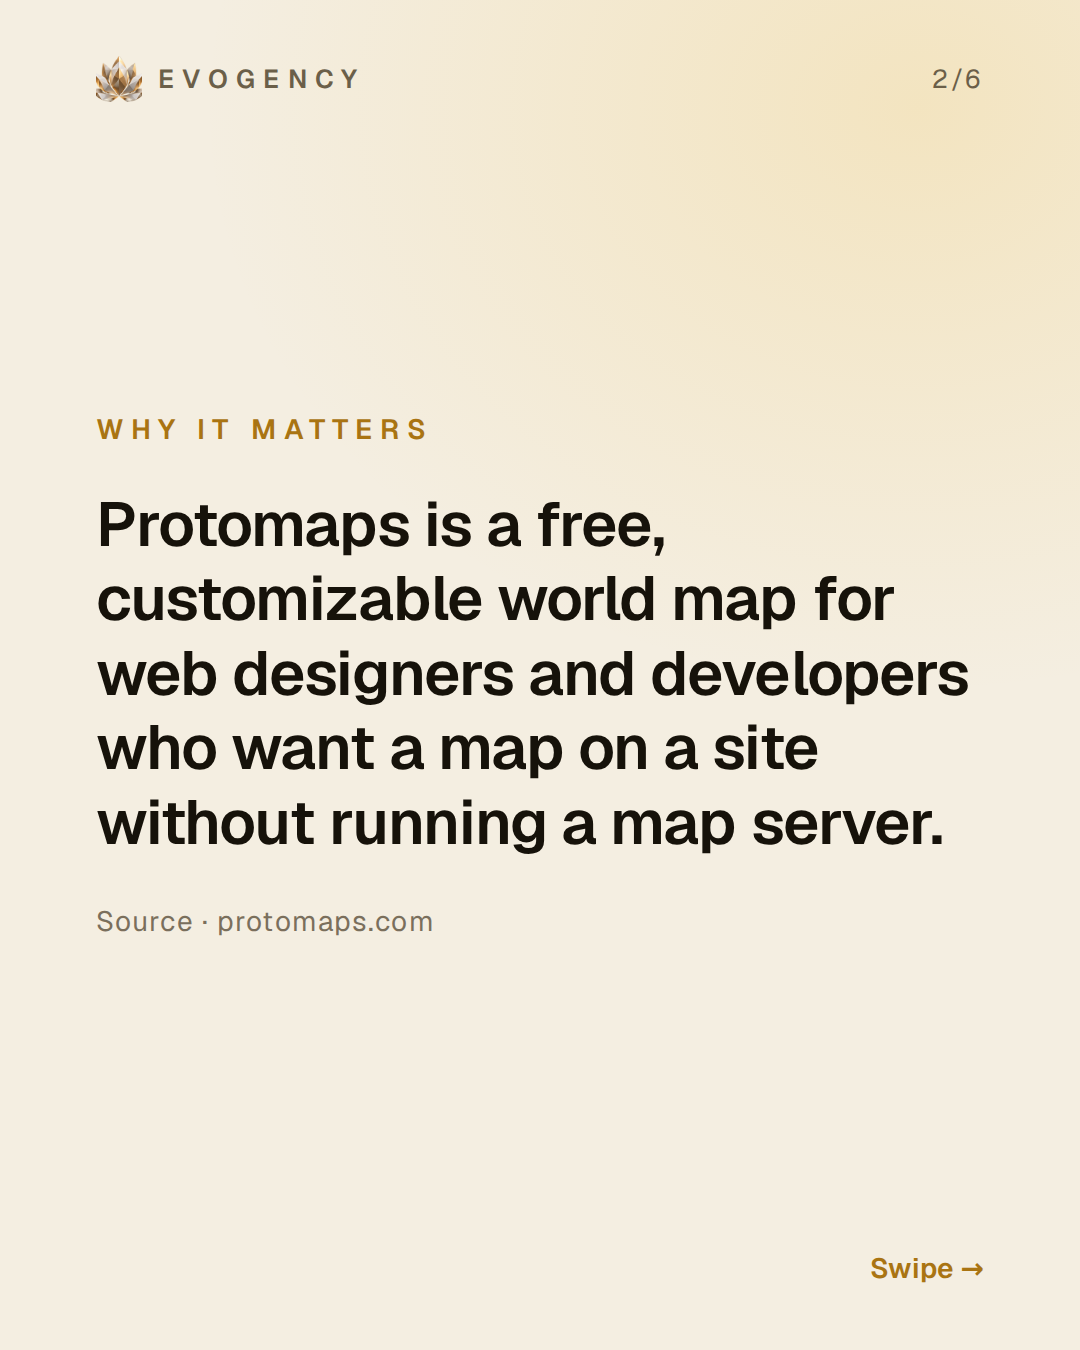 EVOGENCY
2/6
WHY IT MATTERS
Protomaps is a free,
customizable world map for
web designers and developers
who want a map on a site
without running a map server.
Source · protomaps.com
Swipe →